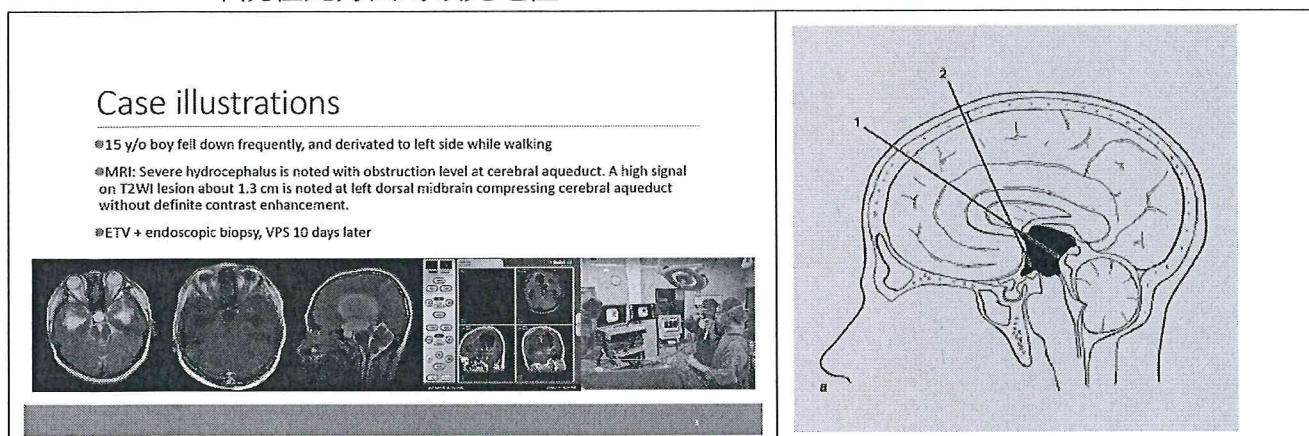 Case illustrations
15 y/o boy fell down frequently, and derivated to left side while walking
MRI: Severe hydrocephalus is noted with obstruction level at cerebral aqueduct. A high signal
on T2WI lesion about 1.3 cm is noted at left dorsal midbrain compressing cerebral aqueduct
without definite contrast enhancement.
ETV + endoscopic biopsy, VPS 10 days later
2
1
B